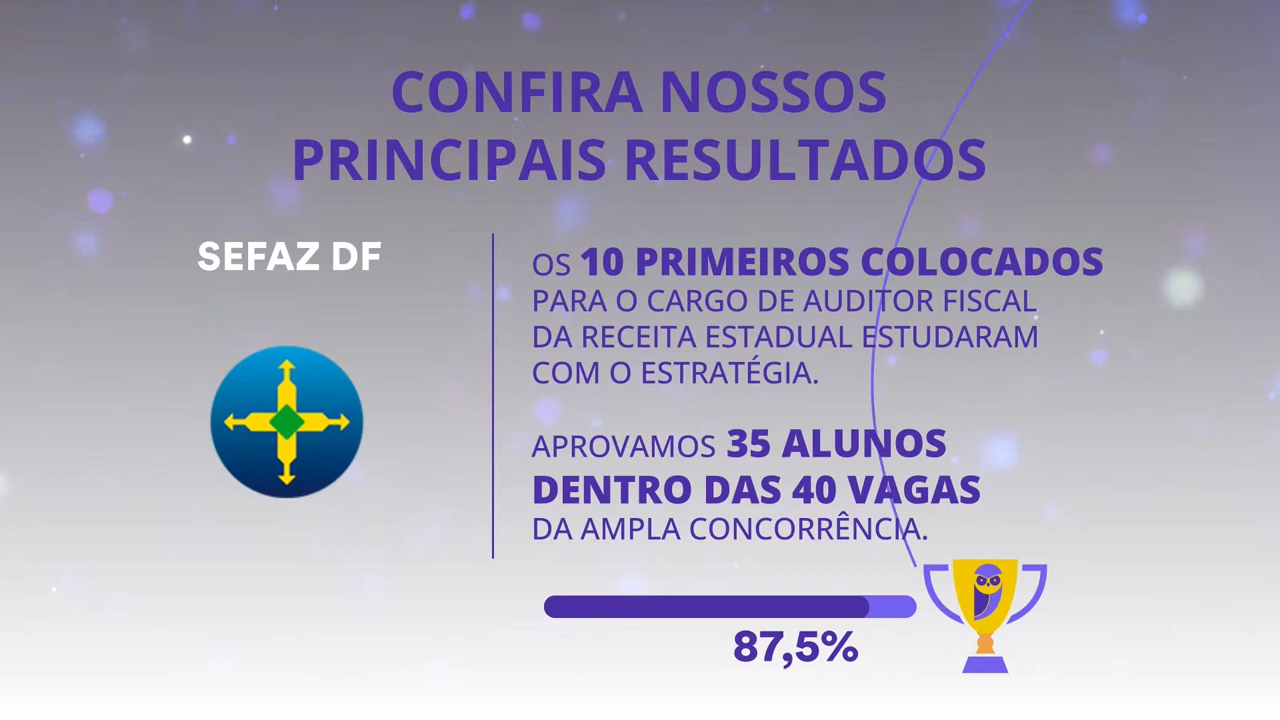 CONFIRA NOSSOS
PRINCIPAIS RESULTADOS
SEFAZ DF
OS 10 PRIMEIROS COLOCADOS
PARA O CARGO DE AUDITOR FISCAL
DA RECEITA ESTADUAL ESTUDARAM
COM O ESTRATÉGIA.
APROVAMOS 35 ALUNOS
DENTRO DAS 40 VAGAS
DA AMPLA CONCORRÊNCIA.
87,5%